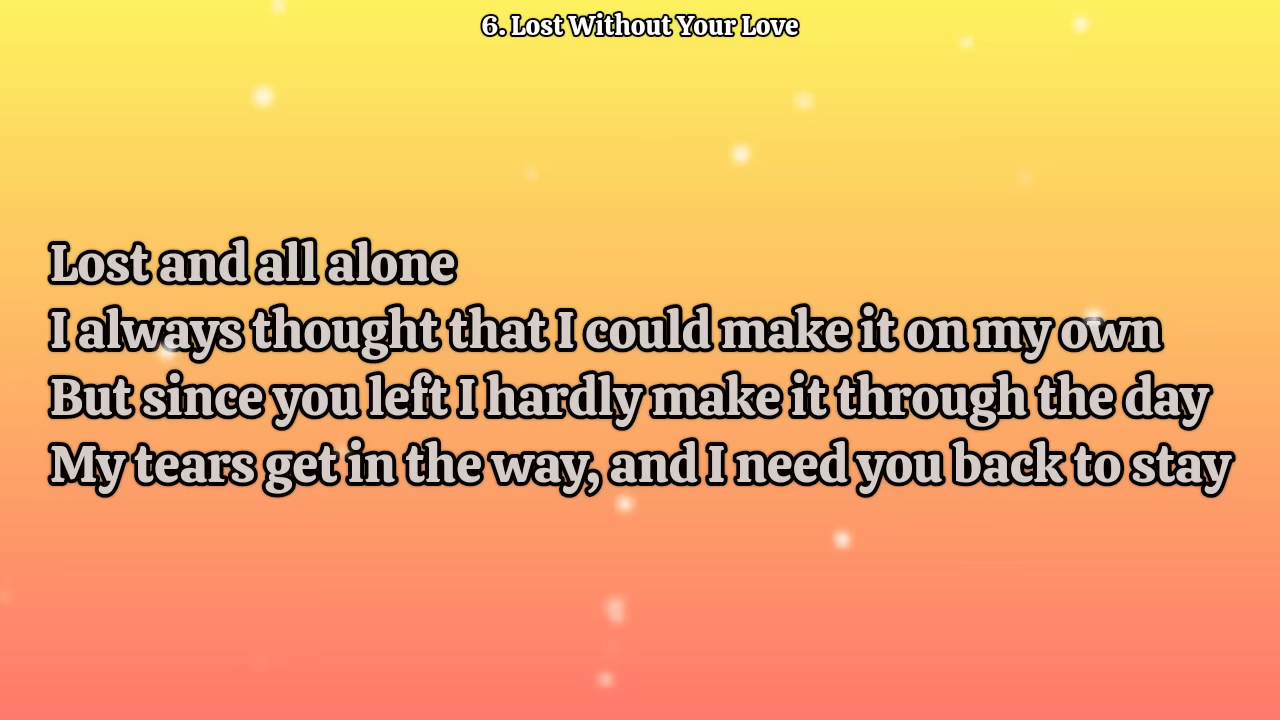 6. Lost Without Your Love
Lost and all alone
I always thought that I could make it on my own
But since you left I hardly make it through the day
My tears get in the way, and I need you back to stay